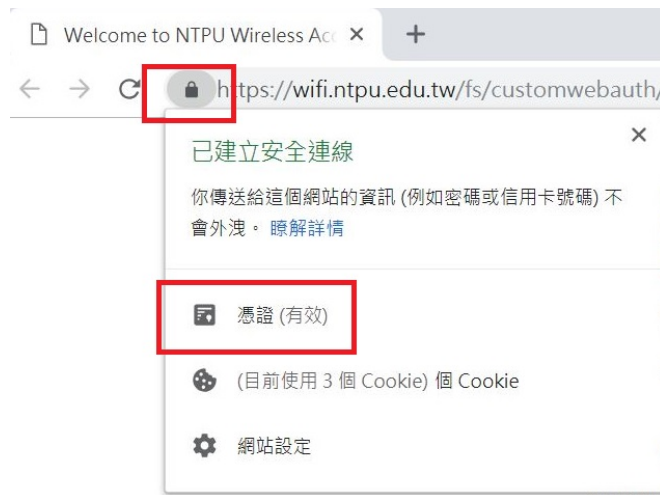 Welcome to NTPU Wireless Acc
https://wifi.ntpu.edu.tw/fs/customwebauth/
已建立安全連線
你傳送給這個網站的資訊 (例如密碼或信用卡號碼) 不
會外洩。 瞭解詳情
憑證 (有效)
(目前使用 3 個 Cookie) 個 Cookie
網站設定